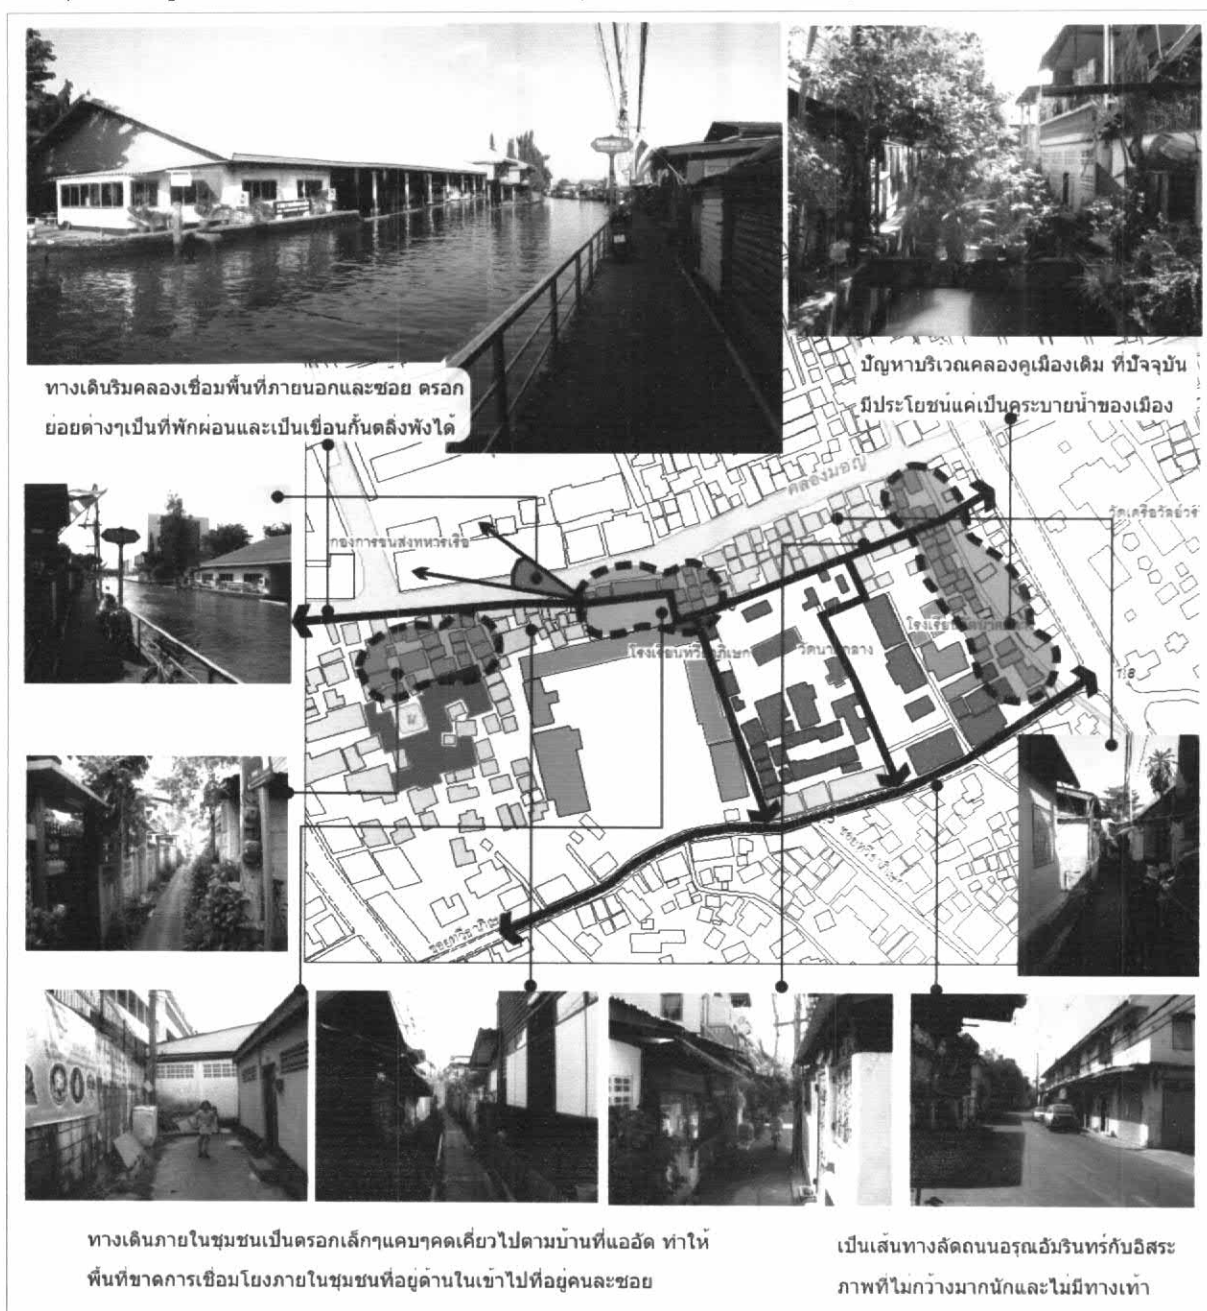 ทางเดินริมคลองเชื่อมพื้นที่ภายนอกและซอย ตรอก
ย่อยต่างๆเป็นที่พักผ่อนและเป็นเขื่อนกั้นตลิ่งพังได้
ปัญหาบริเวณคลองคูเมืองเดิม ที่ปัจจุบัน
มีประโยชน์แค่เป็นคูระบายน้ำของเมือง
คลองมอญ
กองการขนส่งทหารเรือ
วัดเครือวัลย์วร
โรงเรียนทวีธาภิเษก
วัดนาคกลาง
ซอยทวีธาภิเษก
ทางเดินภายในชุมชนเป็นตรอกเล็กๆแคบๆคดเคี่ยวไปตามบ้านที่แออัด ทำให้
พื้นที่ขาดการเชื่อมโยงภายในชุมชนที่อยู่ด้านในเข้าไปที่อยู่คนละซอย
เป็นเส้นทางลัดถนนอรุณอัมรินทร์กับอิสระ
ภาพที่ไม่กว้างมากนักและไม่มีทางเท้า